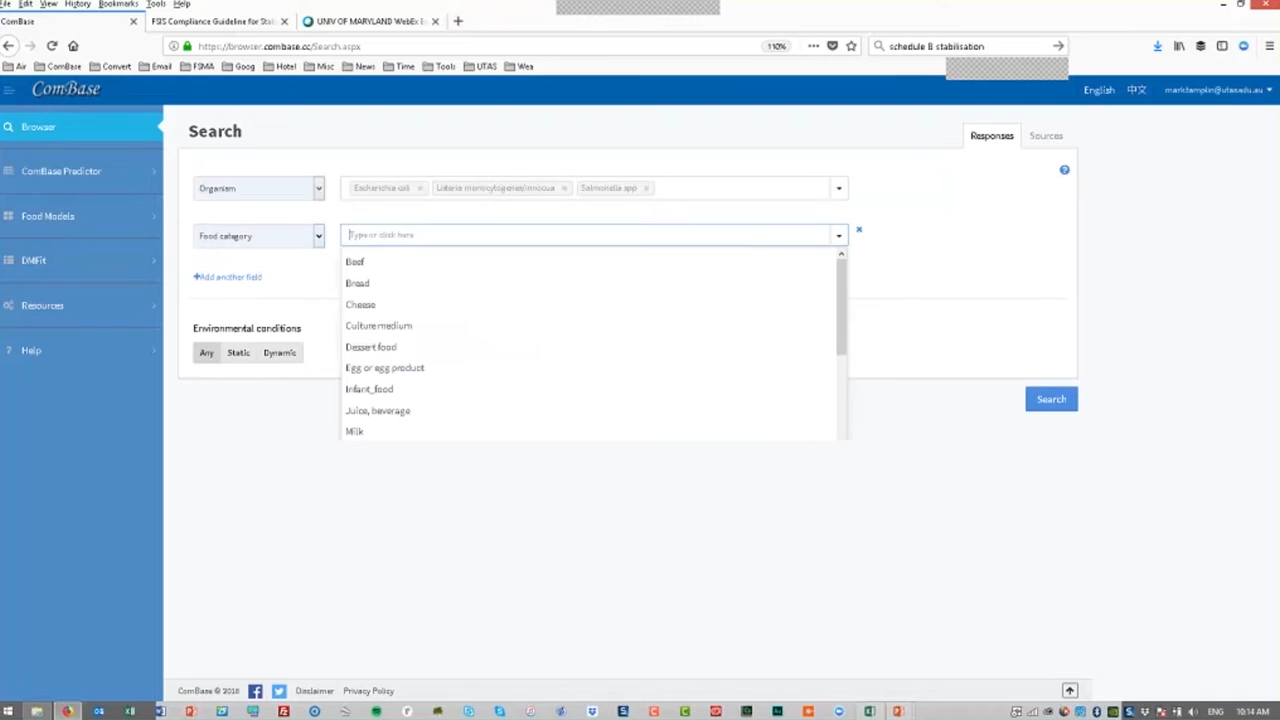 File Edit View History Bookmarks Tools Help
ComBase
FSIS Compliance Guideline for Stab
UNIV OF MARYLAND WebEx E
https://browser.combase.cc/Search.aspx
110%
schedule B stabilisation
Air ComBase Convert Email FSMA Goog Hotel Misc News Time Tools UTAS Wea
ComBase
English 中文 marktamplin@utas.edu
Browser
ComBase Predictor
Food Models
DMFit
Resources
Help
Search
Responses Sources
Organism
Escherichia coli × Listeria monocytogenes/innocua × Salmonella spp ×
Food category
Type or click here
Beef
Bread
Cheese
Culture medium
Dessert food
Egg or egg product
Infant_food
Juice, beverage
Milk
+Add another field
Environmental conditions
Any Static Dynamic
Search
ComBase © 2018 Disclaimer Privacy Policy
ENG 10:14 AM